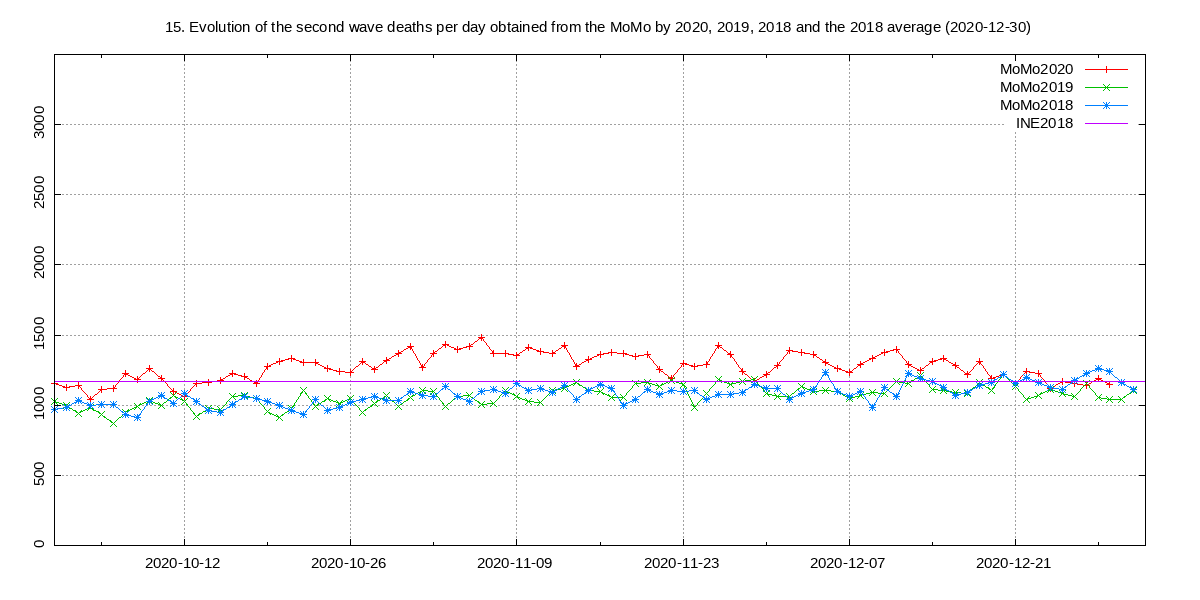 15. Evolution of the second wave deaths per day obtained from the MoMo by 2020, 2019, 2018 and the 2018 average (2020-12-30)
MoMo2020
MoMo2019
MoMo2018
INE2018
3000
2500
2000
1500
1000
500
0
2020-10-12 2020-10-26 2020-11-09 2020-11-23 2020-12-07 2020-12-21